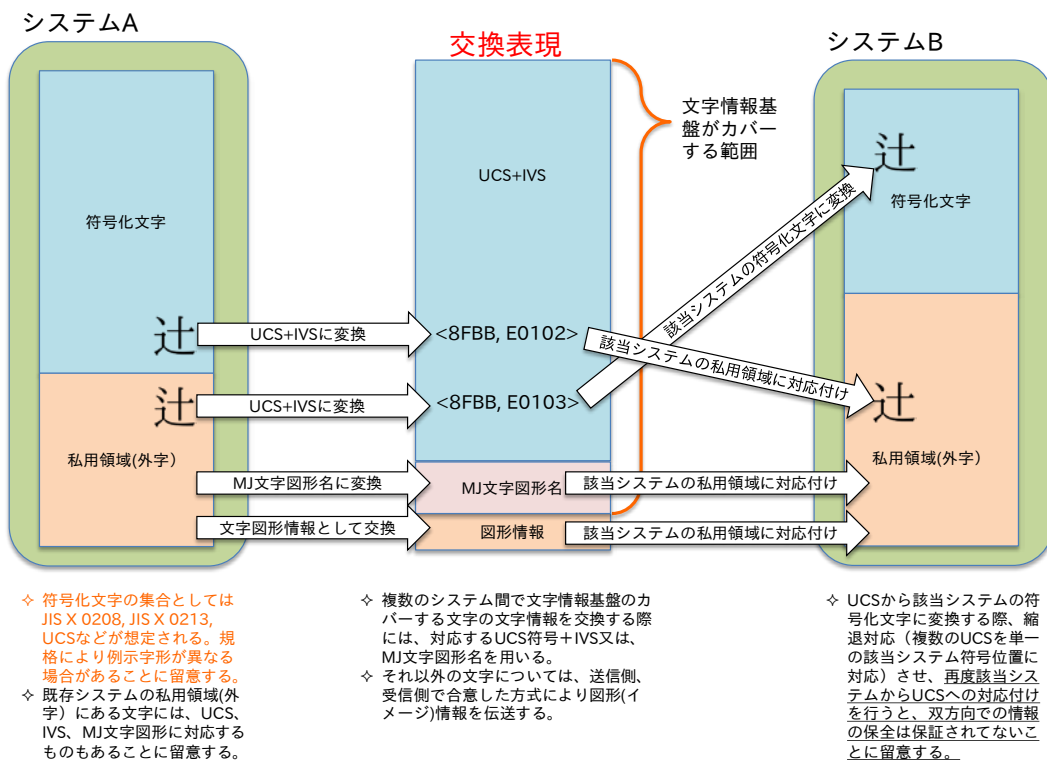 システムA
交換表現
システムB
文字情報基
盤がカバー
する範囲
UCS+IVS
符号化文字
辻
符号化文字
該当システムの符号化文字に変換
辻
UCS+IVSに変換
<8FBB, E0102>
該当システムの私用領域に対応付け
辻
UCS+IVSに変換
<8FBB, E0103>
辻
私用領域(外字)
私用領域(外字)
MJ文字図形名に変換
MJ文字図形名
該当システムの私用領域に対応付け
文字図形情報として交換
図形情報
該当システムの私用領域に対応付け
✧ 符号化文字の集合としては
JIS X 0208, JIS X 0213,
UCSなどが想定される。規
格により例示字形が異なる
場合があることに留意する。
✧ 既存システムの私用領域(外
字）にある文字には、UCS、
IVS、MJ文字図形に対応する
ものもあることに留意する。
✧ 複数のシステム間で文字情報基盤のカ
バーする文字の文字情報を交換する際
には、対応するUCS符号＋IVS又は、
MJ文字図形名を用いる。
✧ それ以外の文字については、送信側、
受信側で合意した方式により図形(イ
メージ)情報を伝送する。
✧ UCSから該当システムの符
号化文字に変換する際、縮
退対応（複数のUCSを単一
の該当システム符号位置に
対応）させ、再度該当シス
テムからUCSへの対応付け
を行うと、双方向での情報
の保全は保証されてないこ
とに留意する。